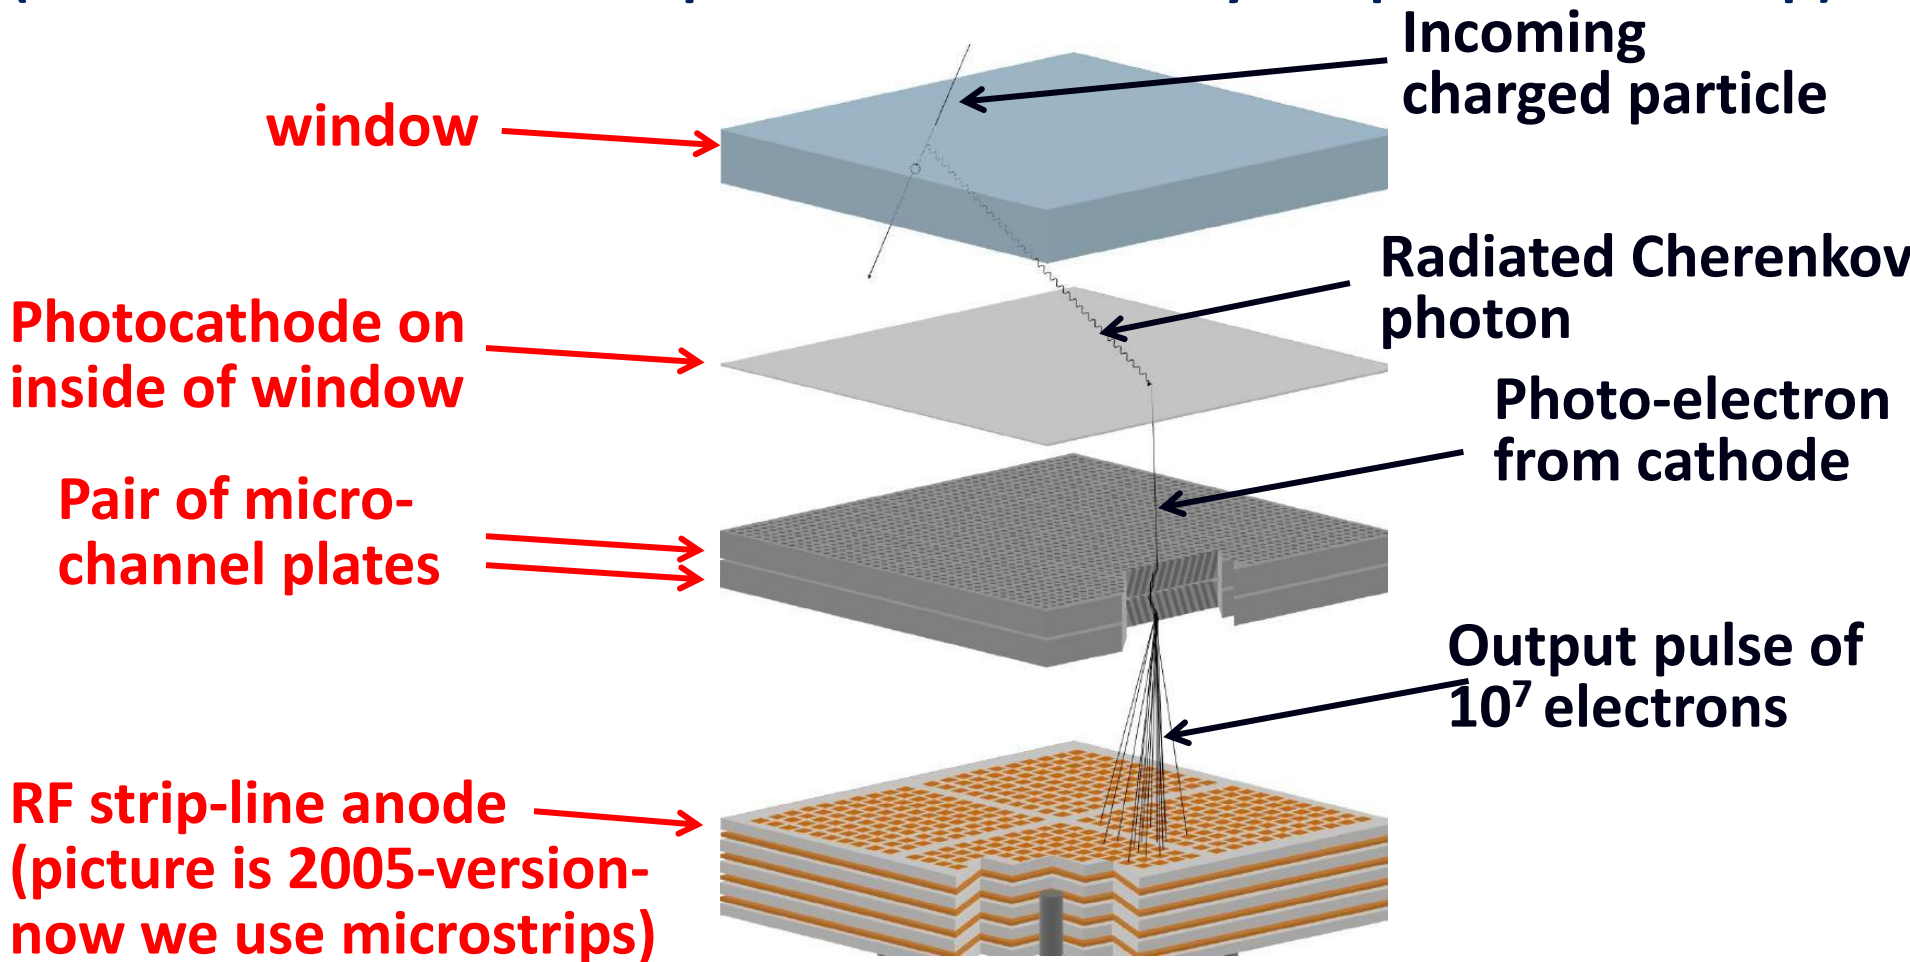 Incoming
charged particle
window
Radiated Cherenkov
photon
Photocathode on
inside of window
Photo-electron
from cathode
Pair of micro-
channel plates
Output pulse of
10⁷ electrons
RF strip-line anode
(picture is 2005-version-
now we use microstrips)